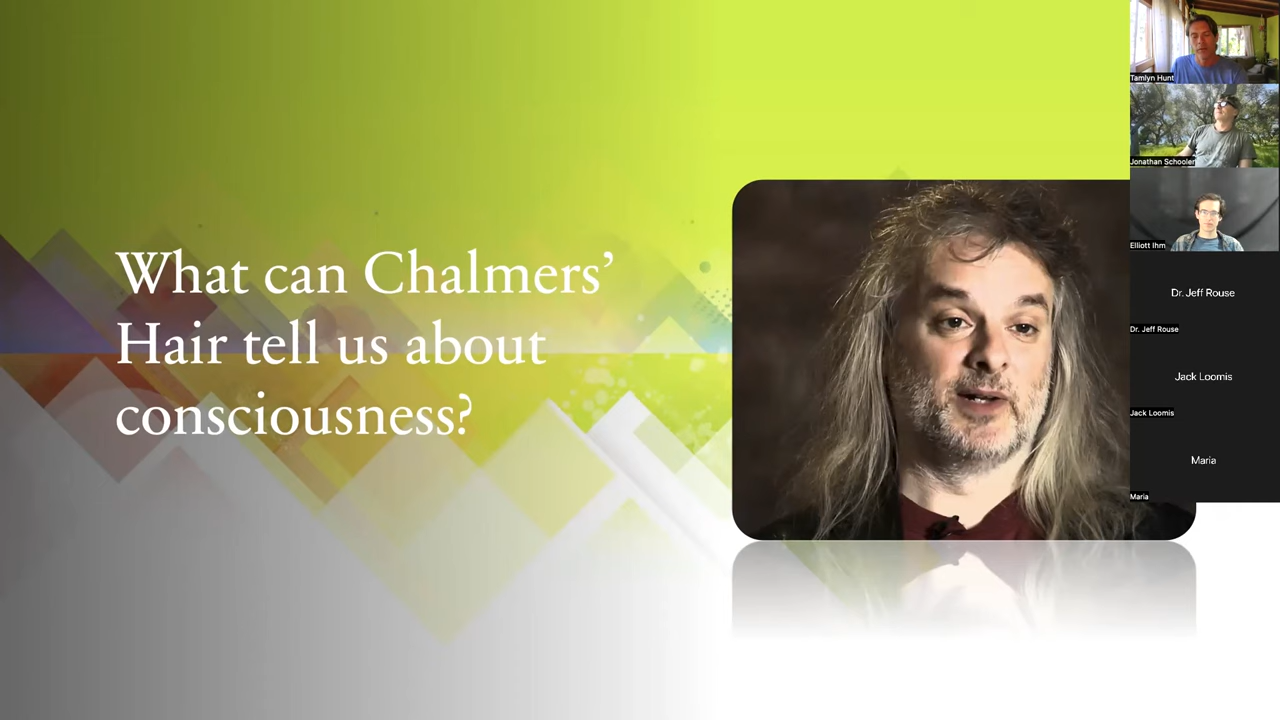 What can Chalmers’
Hair tell us about
consciousness?
Tamlyn Hunt
Jonathan Schooler
Elliott Ihm
Dr. Jeff Rouse
Dr. Jeff Rouse
Jack Loomis
Jack Loomis
Maria
Maria